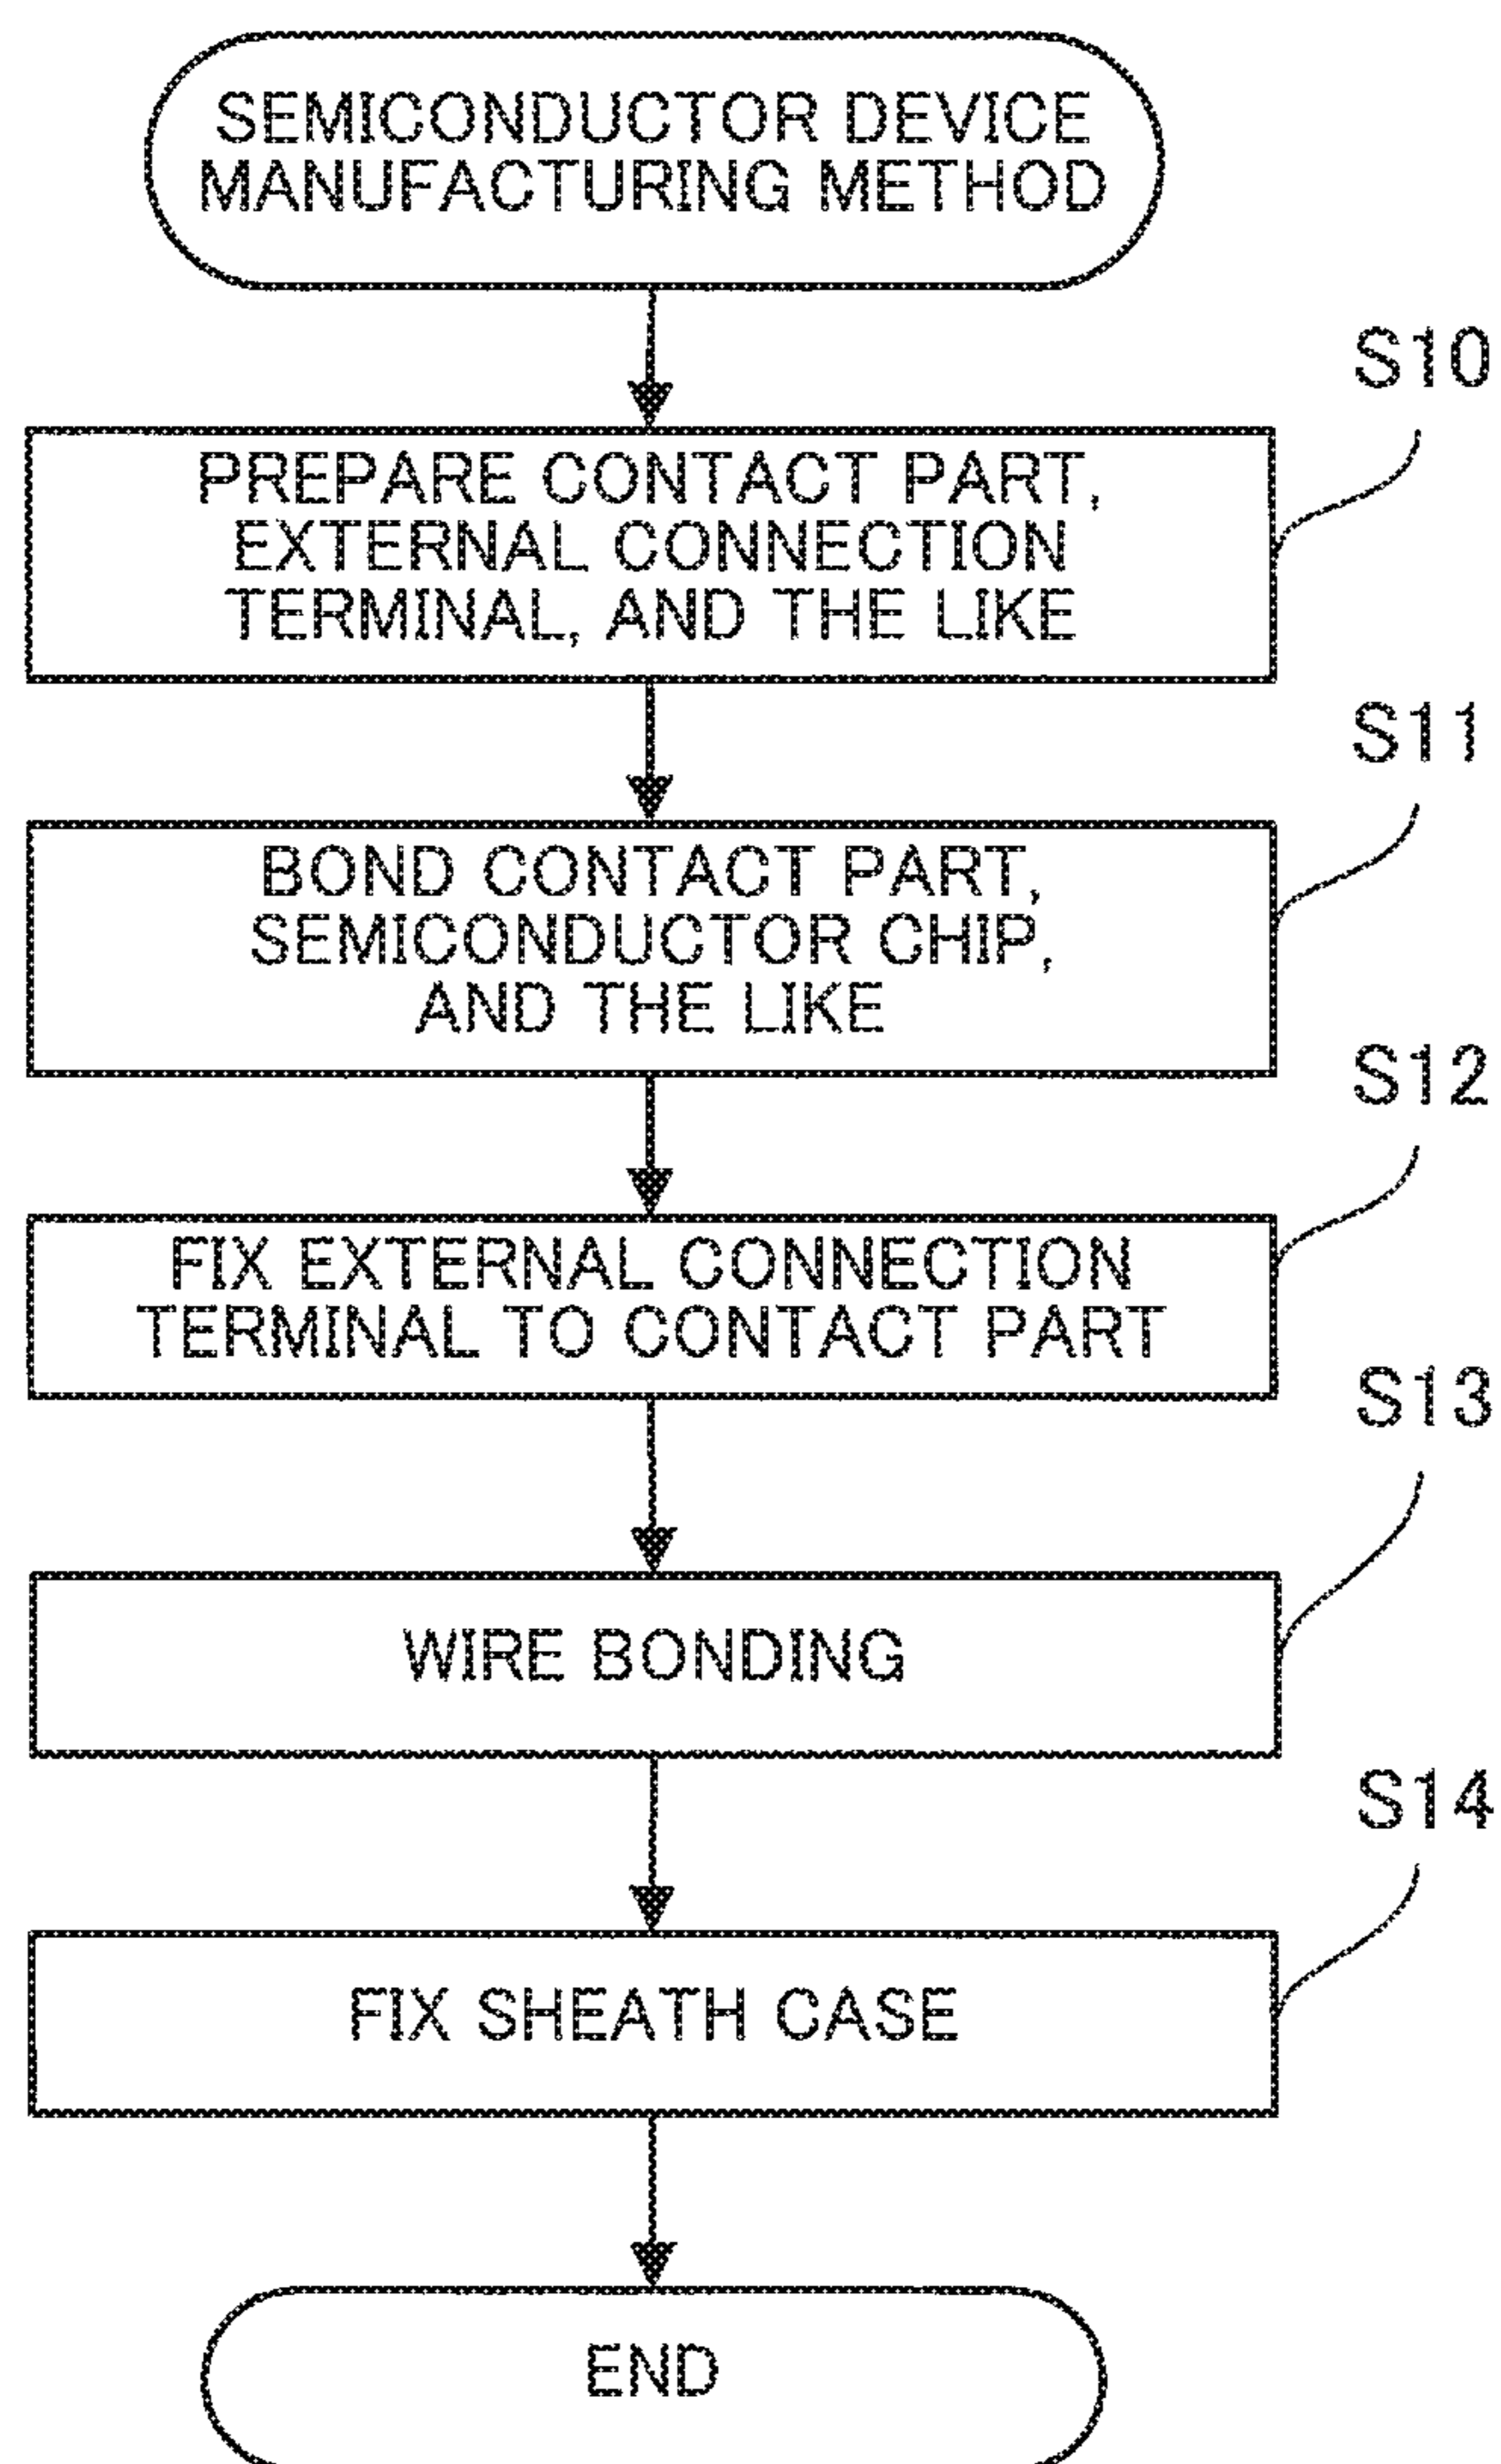 SEMICONDUCTOR DEVICE
MANUFACTURING METHOD
S10
PREPARE CONTACT PART,
EXTERNAL CONNECTION
TERMINAL, AND THE LIKE
S11
BOND CONTACT PART,
SEMICONDUCTOR CHIP,
AND THE LIKE
S12
FIX EXTERNAL CONNECTION
TERMINAL TO CONTACT PART
S13
WIRE BONDING
S14
FIX SHEATH CASE
END